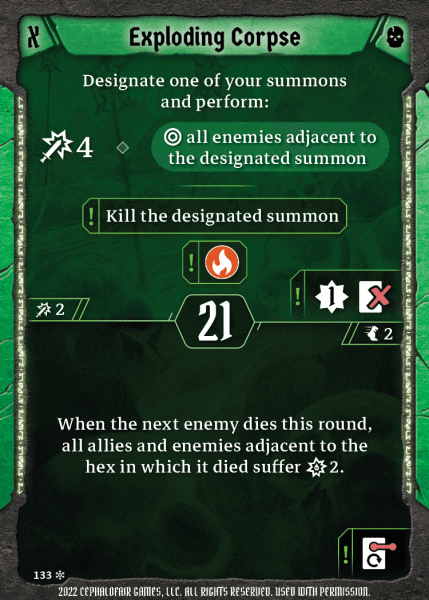 X
Exploding Corpse
Designate one of your summons
and perform:
4
all enemies adjacent to
the designated summon
! Kill the designated summon
!
! 1
2
21
2
When the next enemy dies this round,
all allies and enemies adjacent to the
hex in which it died suffer 2.
!
133
2022 CEPHALOFAIR GAMES, LLC. ALL RIGHTS RESERVED. USED WITH PERMISSION.